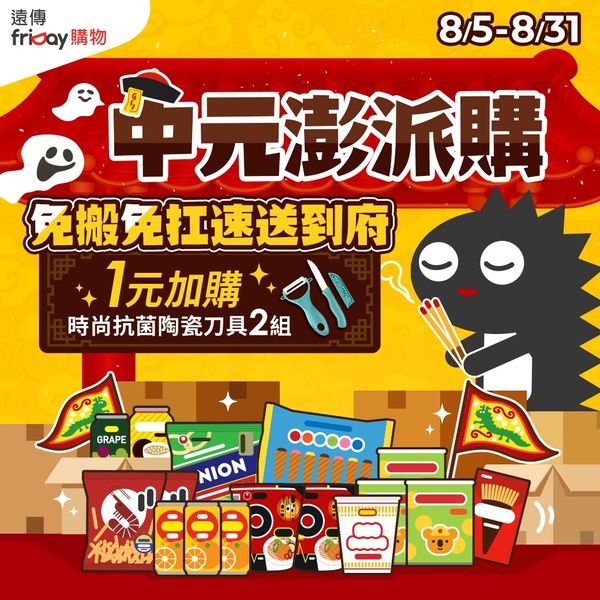 遠傳
friDay購物
8/5-8/31
中元澎派購
免搬免扛速送到府
1元加購
時尚抗菌陶瓷刀具2組
GRAPE
NION